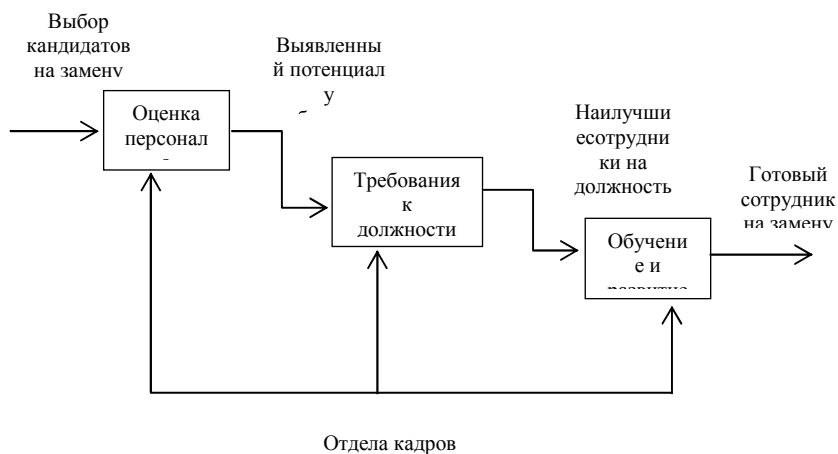 Выбор
кандидатов
на замену
Выявленны
й потенциал
у
Оценка
персонал
Наилучши
есотрудни
ки на
должность
Требования
к
должности
Готовый
сотрудник
на замену
Обучени
е и
развитие
Отдела кадров